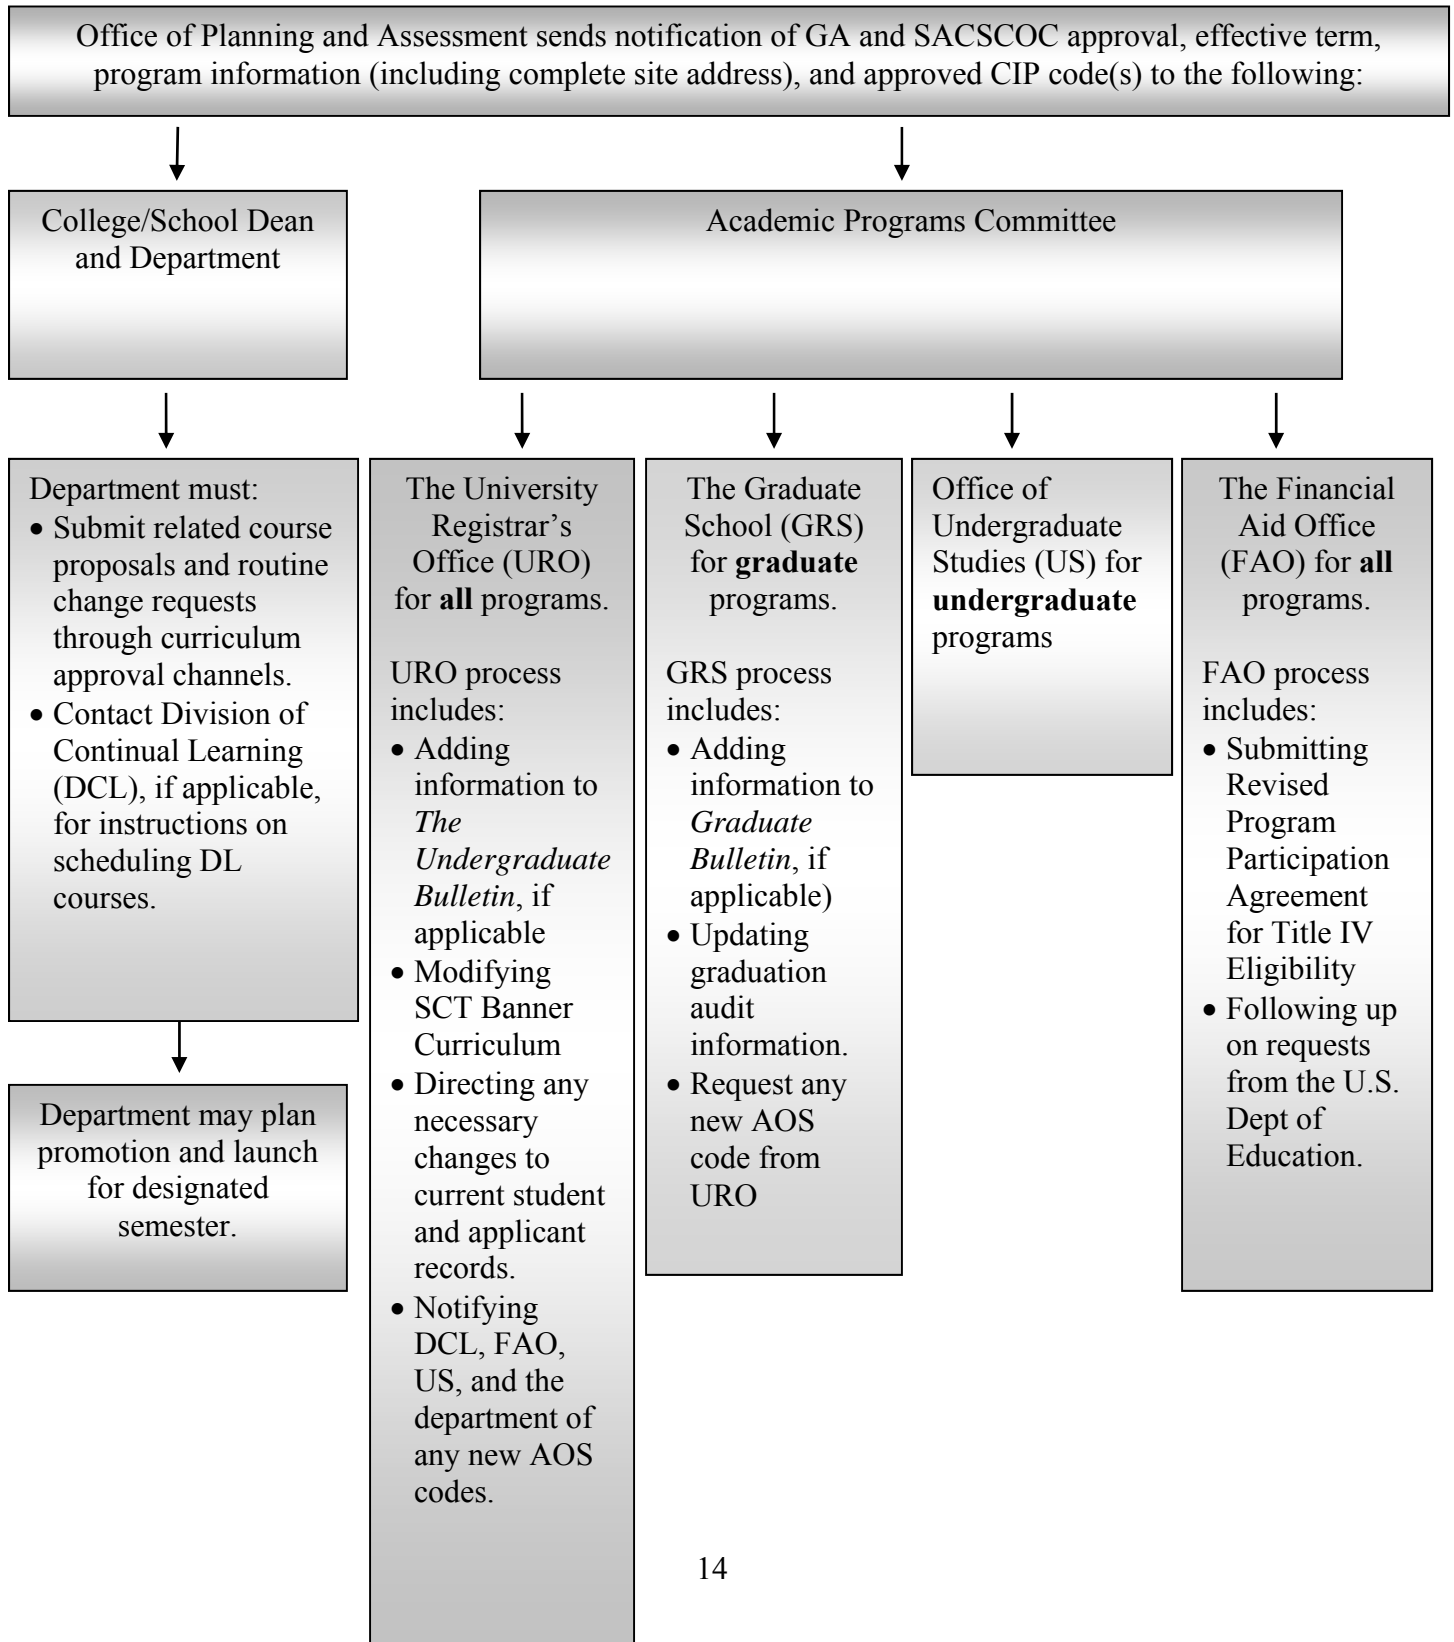 Office of Planning and Assessment sends notification of GA and SACSCOC approval, effective term,
program information (including complete site address), and approved CIP code(s) to the following:
College/School Dean
and Department
Academic Programs Committee
Department must:
• Submit related course
proposals and routine
change requests
through curriculum
approval channels.
• Contact Division of
Continual Learning
(DCL), if applicable,
for instructions on
scheduling DL
courses.
Department may plan
promotion and launch
for designated
semester.
The University
Registrar’s
Office (URO)
for all programs.
URO process
includes:
• Adding
information to
The
Undergraduate
Bulletin, if
applicable
• Modifying
SCT Banner
Curriculum
• Directing any
necessary
changes to
current student
and applicant
records.
• Notifying
DCL, FAO,
US, and the
department of
any new AOS
codes.
The Graduate
School (GRS)
for graduate
programs.
GRS process
includes:
• Adding
information to
Graduate
Bulletin, if
applicable)
• Updating
graduation
audit
information.
• Request any
new AOS
code from
URO
Office of
Undergraduate
Studies (US) for
undergraduate
programs
The Financial
Aid Office
(FAO) for all
programs.
FAO process
includes:
• Submitting
Revised
Program
Participation
Agreement
for Title IV
Eligibility
• Following up
on requests
from the U.S.
Dept of
Education.
14